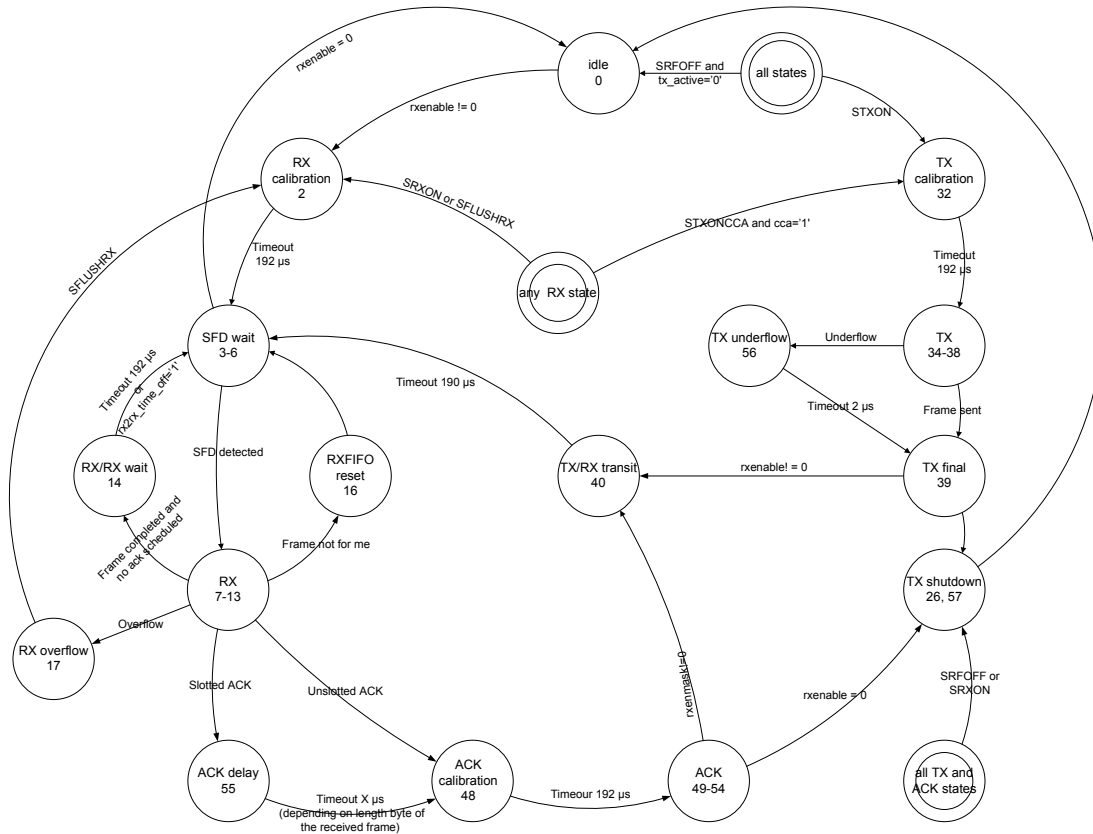 rxenable = 0
idle
0
SRFOFF and
tx_active='0'
all states
rxenable != 0
STXON
RX
calibration
2
SRXON or SFLUSHRX
TX
calibration
32
STXONCCA and cca='1'
SFLUSHRX
Timeout
192 µs
Timeout
192 µs
any RX state
SFD wait
3-6
TX underflow
56
Underflow
TX
34-38
Timeout 192 µs
or
rx2rx_time_off='1'
Timeout 190 µs
Timeout 2 µs
Frame sent
SFD detected
RX/RX wait
14
RXFIFO
reset
16
TX/RX transit
40
rxenable! = 0
TX final
39
Frame completed and
no ack scheduled
Frame not for me
RX
7-13
TX shutdown
26, 57
Overflow
RX overflow
17
Slotted ACK
Unslotted ACK
rxenmask!=0
rxenable = 0
SRFOFF or
SRXON
ACK delay
55
Timeout X µs
(depending on length byte of
the received frame)
ACK
calibration
48
Timeour 192 µs
ACK
49-54
all TX and
ACK states